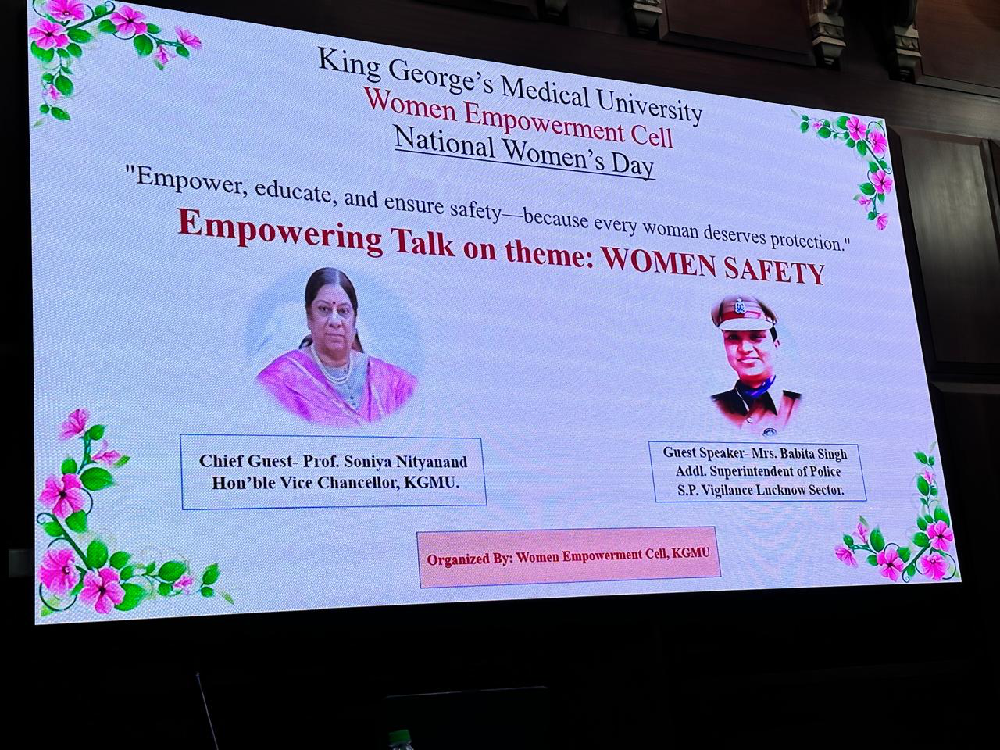 King George’s Medical University
Women Empowerment Cell
National Women’s Day
"Empower, educate, and ensure safety—because every woman deserves protection."
Empowering Talk on theme: WOMEN SAFETY
Chief Guest- Prof. Soniya Nityanand
Hon’ble Vice Chancellor, KGMU.
Guest Speaker- Mrs. Babita Singh
Addl. Superintendent of Police
S.P. Vigilance Lucknow Sector.
Organized By: Women Empowerment Cell, KGMU